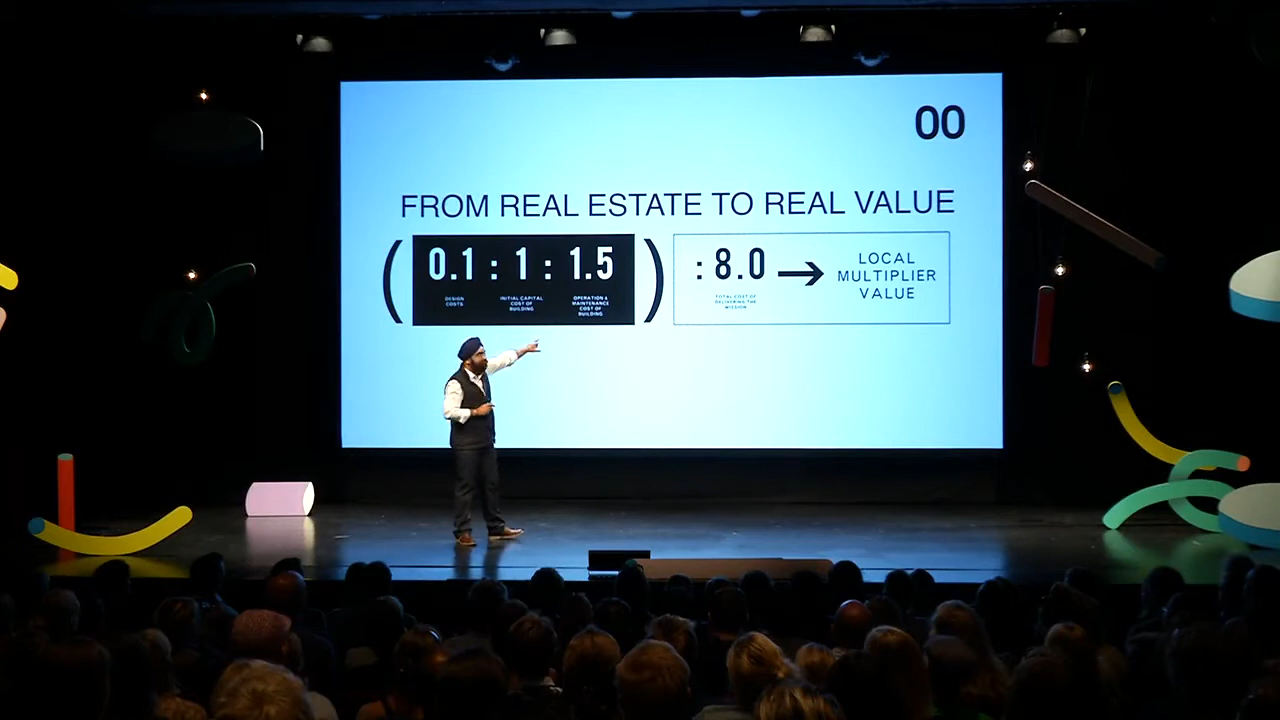 00
FROM REAL ESTATE TO REAL VALUE
( 0.1 : 1 : 1.5 ) : 8.0 → LOCAL
MULTIPLIER
VALUE
DESIGN
COSTS
INITIAL CAPITAL
COST OF
BUILDING
OPERATION &
MAINTENANCE
COST OF
BUILDING
TOTAL COST OF
DELIVERING THE
MISSION